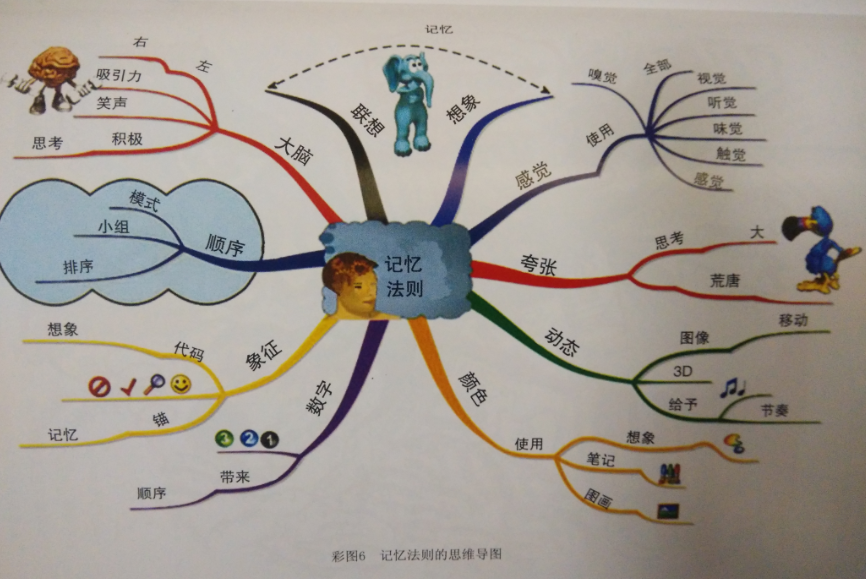 记忆
右
左
吸引力
笑声
积极
思考
大脑
联想
想象
嗅觉
全部
视觉
听觉
味觉
触觉
感觉
使用
感觉
模式
小组
排序
顺序
记忆
法则
夸张
思考
大
荒唐
想象
代码
锚
记忆
象征
数字
3 2 1
带来
顺序
颜色
使用
想象
笔记
图画
动态
图像
移动
3D
给予
节奏
彩图6 记忆法则的思维导图